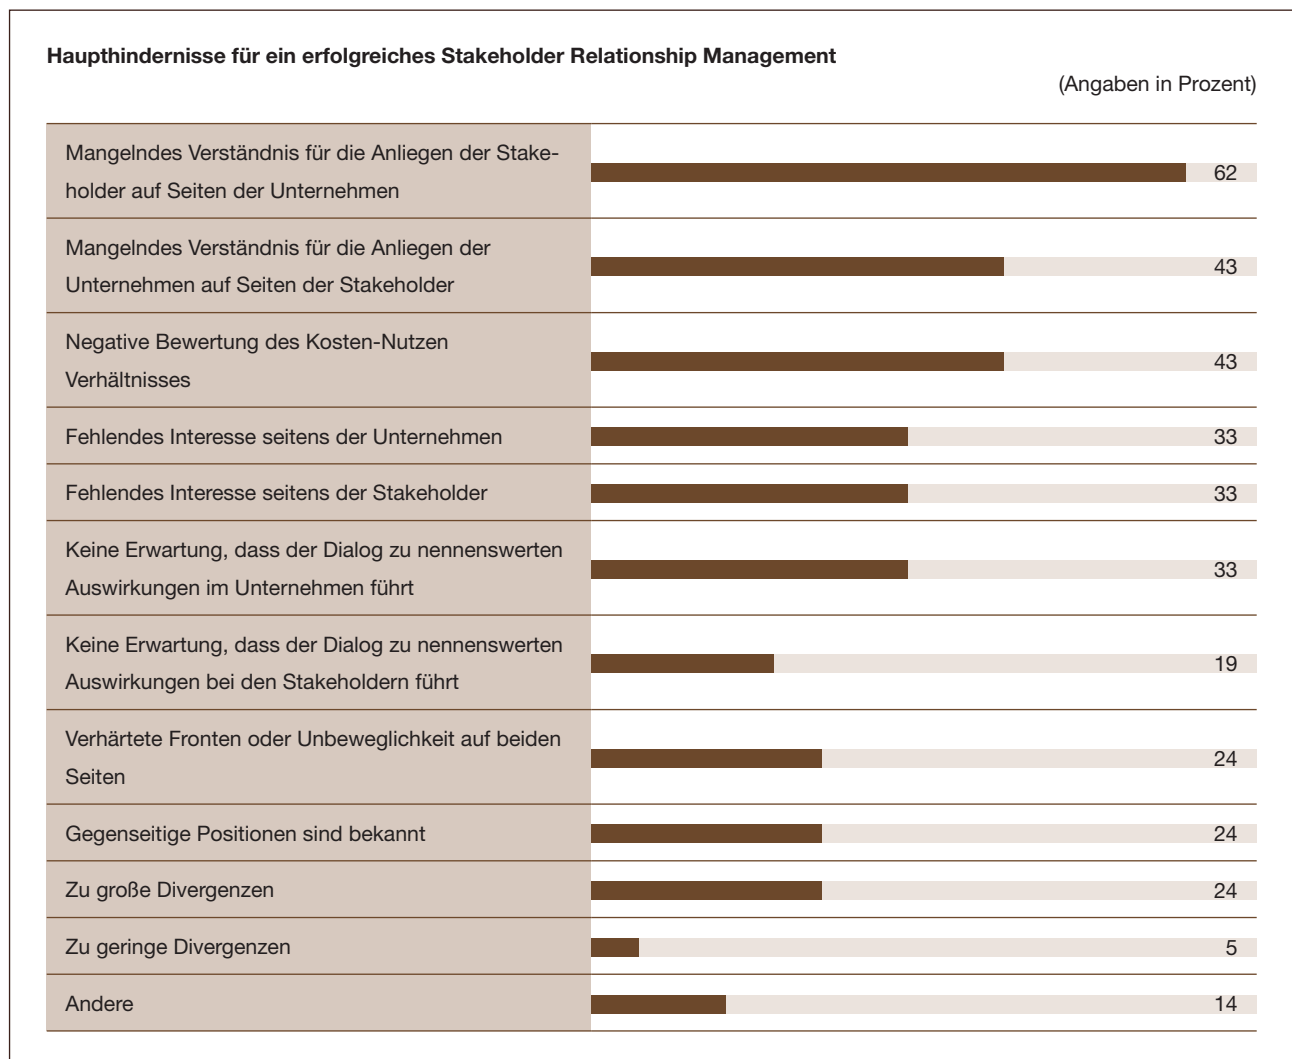 Haupthindernisse für ein erfolgreiches Stakeholder Relationship Management
(Angaben in Prozent)
Mangelndes Verständnis für die Anliegen der Stake-
holder auf Seiten der Unternehmen
62
Mangelndes Verständnis für die Anliegen der
Unternehmen auf Seiten der Stakeholder
43
Negative Bewertung des Kosten-Nutzen
Verhältnisses
43
Fehlendes Interesse seitens der Unternehmen
33
Fehlendes Interesse seitens der Stakeholder
33
Keine Erwartung, dass der Dialog zu nennenswerten
Auswirkungen im Unternehmen führt
33
Keine Erwartung, dass der Dialog zu nennenswerten
Auswirkungen bei den Stakeholdern führt
19
Verhärtete Fronten oder Unbeweglichkeit auf beiden
Seiten
24
Gegenseitige Positionen sind bekannt
24
Zu große Divergenzen
24
Zu geringe Divergenzen
5
Andere
14